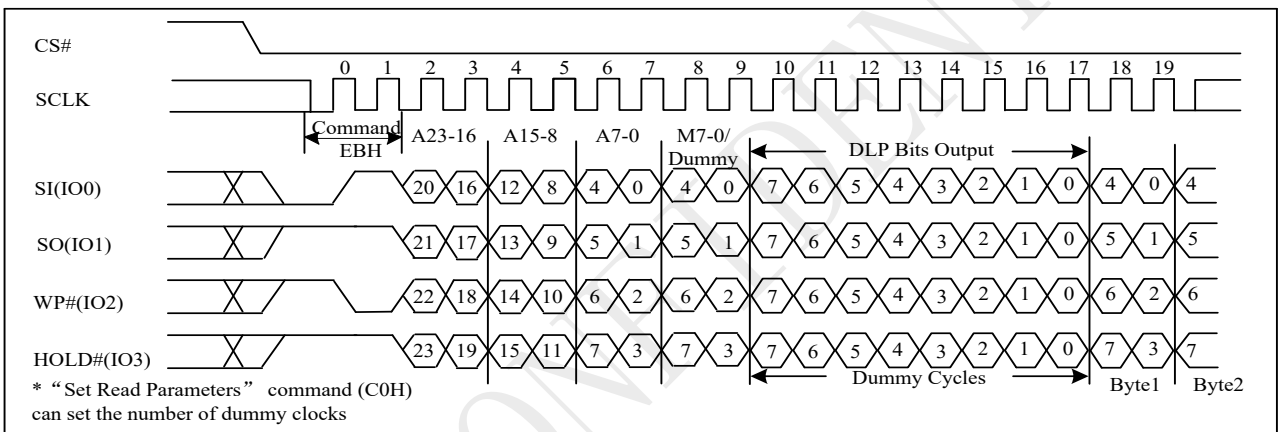 CS#
0 1 2 3 4 5 6 7 8 9 10 11 12 13 14 15 16 17 18 19
SCLK
Command
EBH
A23-16 A15-8 A7-0 M7-0/
Dummy
DLP Bits Output
SI(IO0) 20 16 12 8 4 0 4 0 7 6 5 4 3 2 1 0 4 0 4
SO(IO1) 21 17 13 9 5 1 5 1 7 6 5 4 3 2 1 0 5 1 5
WP#(IO2) 22 18 14 10 6 2 6 2 7 6 5 4 3 2 1 0 6 2 6
HOLD#(IO3) 23 19 15 11 7 3 7 3 7 6 5 4 3 2 1 0 7 3 7
Dummy Cycles Byte1 Byte2
* “Set Read Parameters” command (C0H)
can set the number of dummy clocks